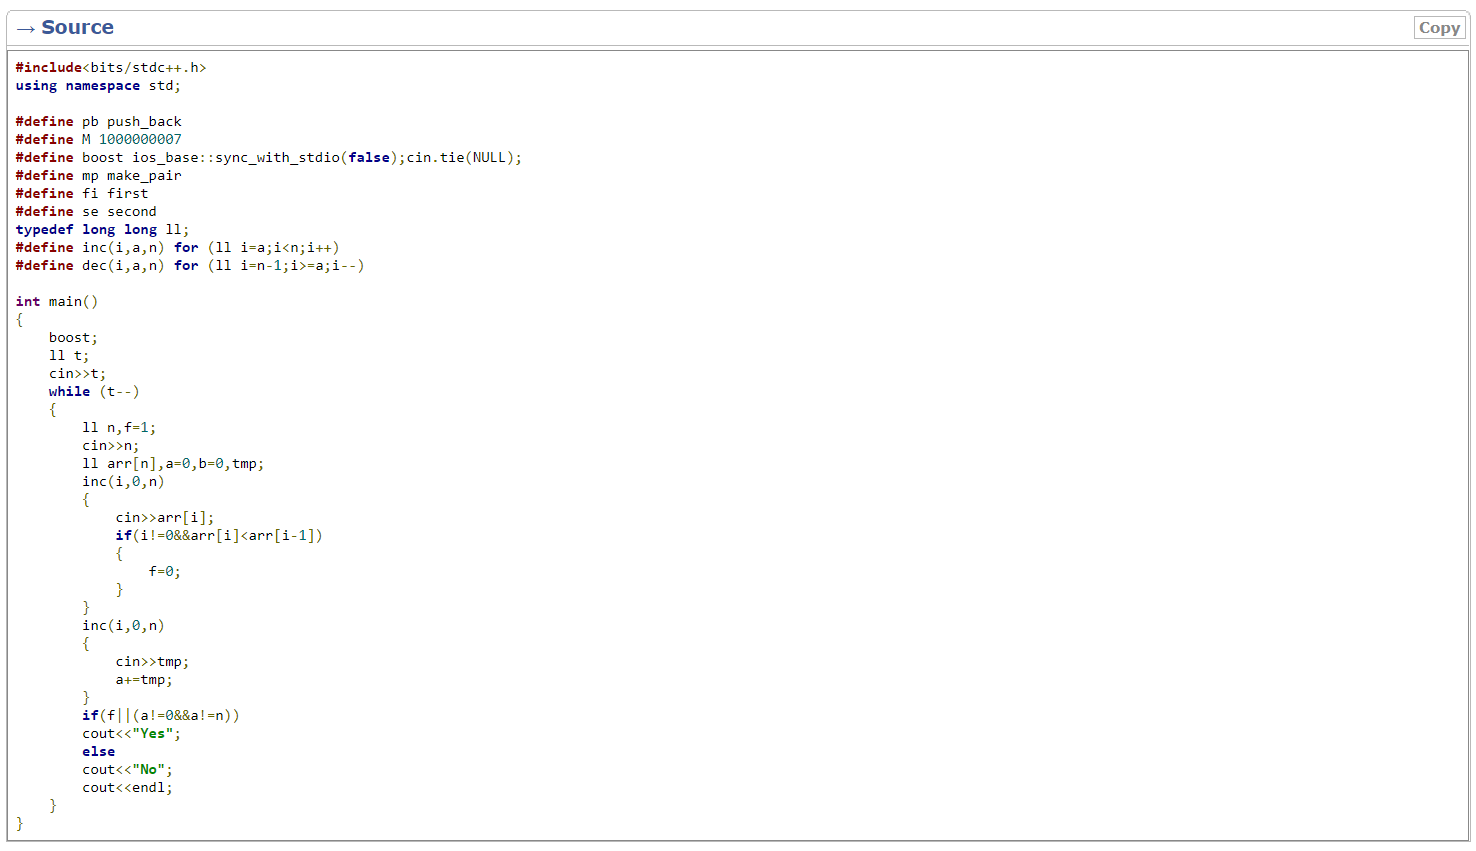 → Source
Copy
#include<bits/stdc++.h>
using namespace std;

#define pb push_back
#define M 1000000007
#define boost ios_base::sync_with_stdio(false);cin.tie(NULL);
#define mp make_pair
#define fi first
#define se second
typedef long long ll;
#define inc(i,a,n) for (ll i=a;i<n;i++)
#define dec(i,a,n) for (ll i=n-1;i>=a;i--)

int main()
{
    boost;
    ll t;
    cin>>t;
    while (t--)
    {
        ll n,f=1;
        cin>>n;
        ll arr[n],a=0,b=0,tmp;
        inc(i,0,n)
        {
            cin>>arr[i];
            if(i!=0&&arr[i]<arr[i-1])
            {
                f=0;
            }
        }
        inc(i,0,n)
        {
            cin>>tmp;
            a+=tmp;
        }
        if(f||(a!=0&&a!=n))
        cout<<"Yes";
        else
        cout<<"No";
        cout<<endl;
    }
}